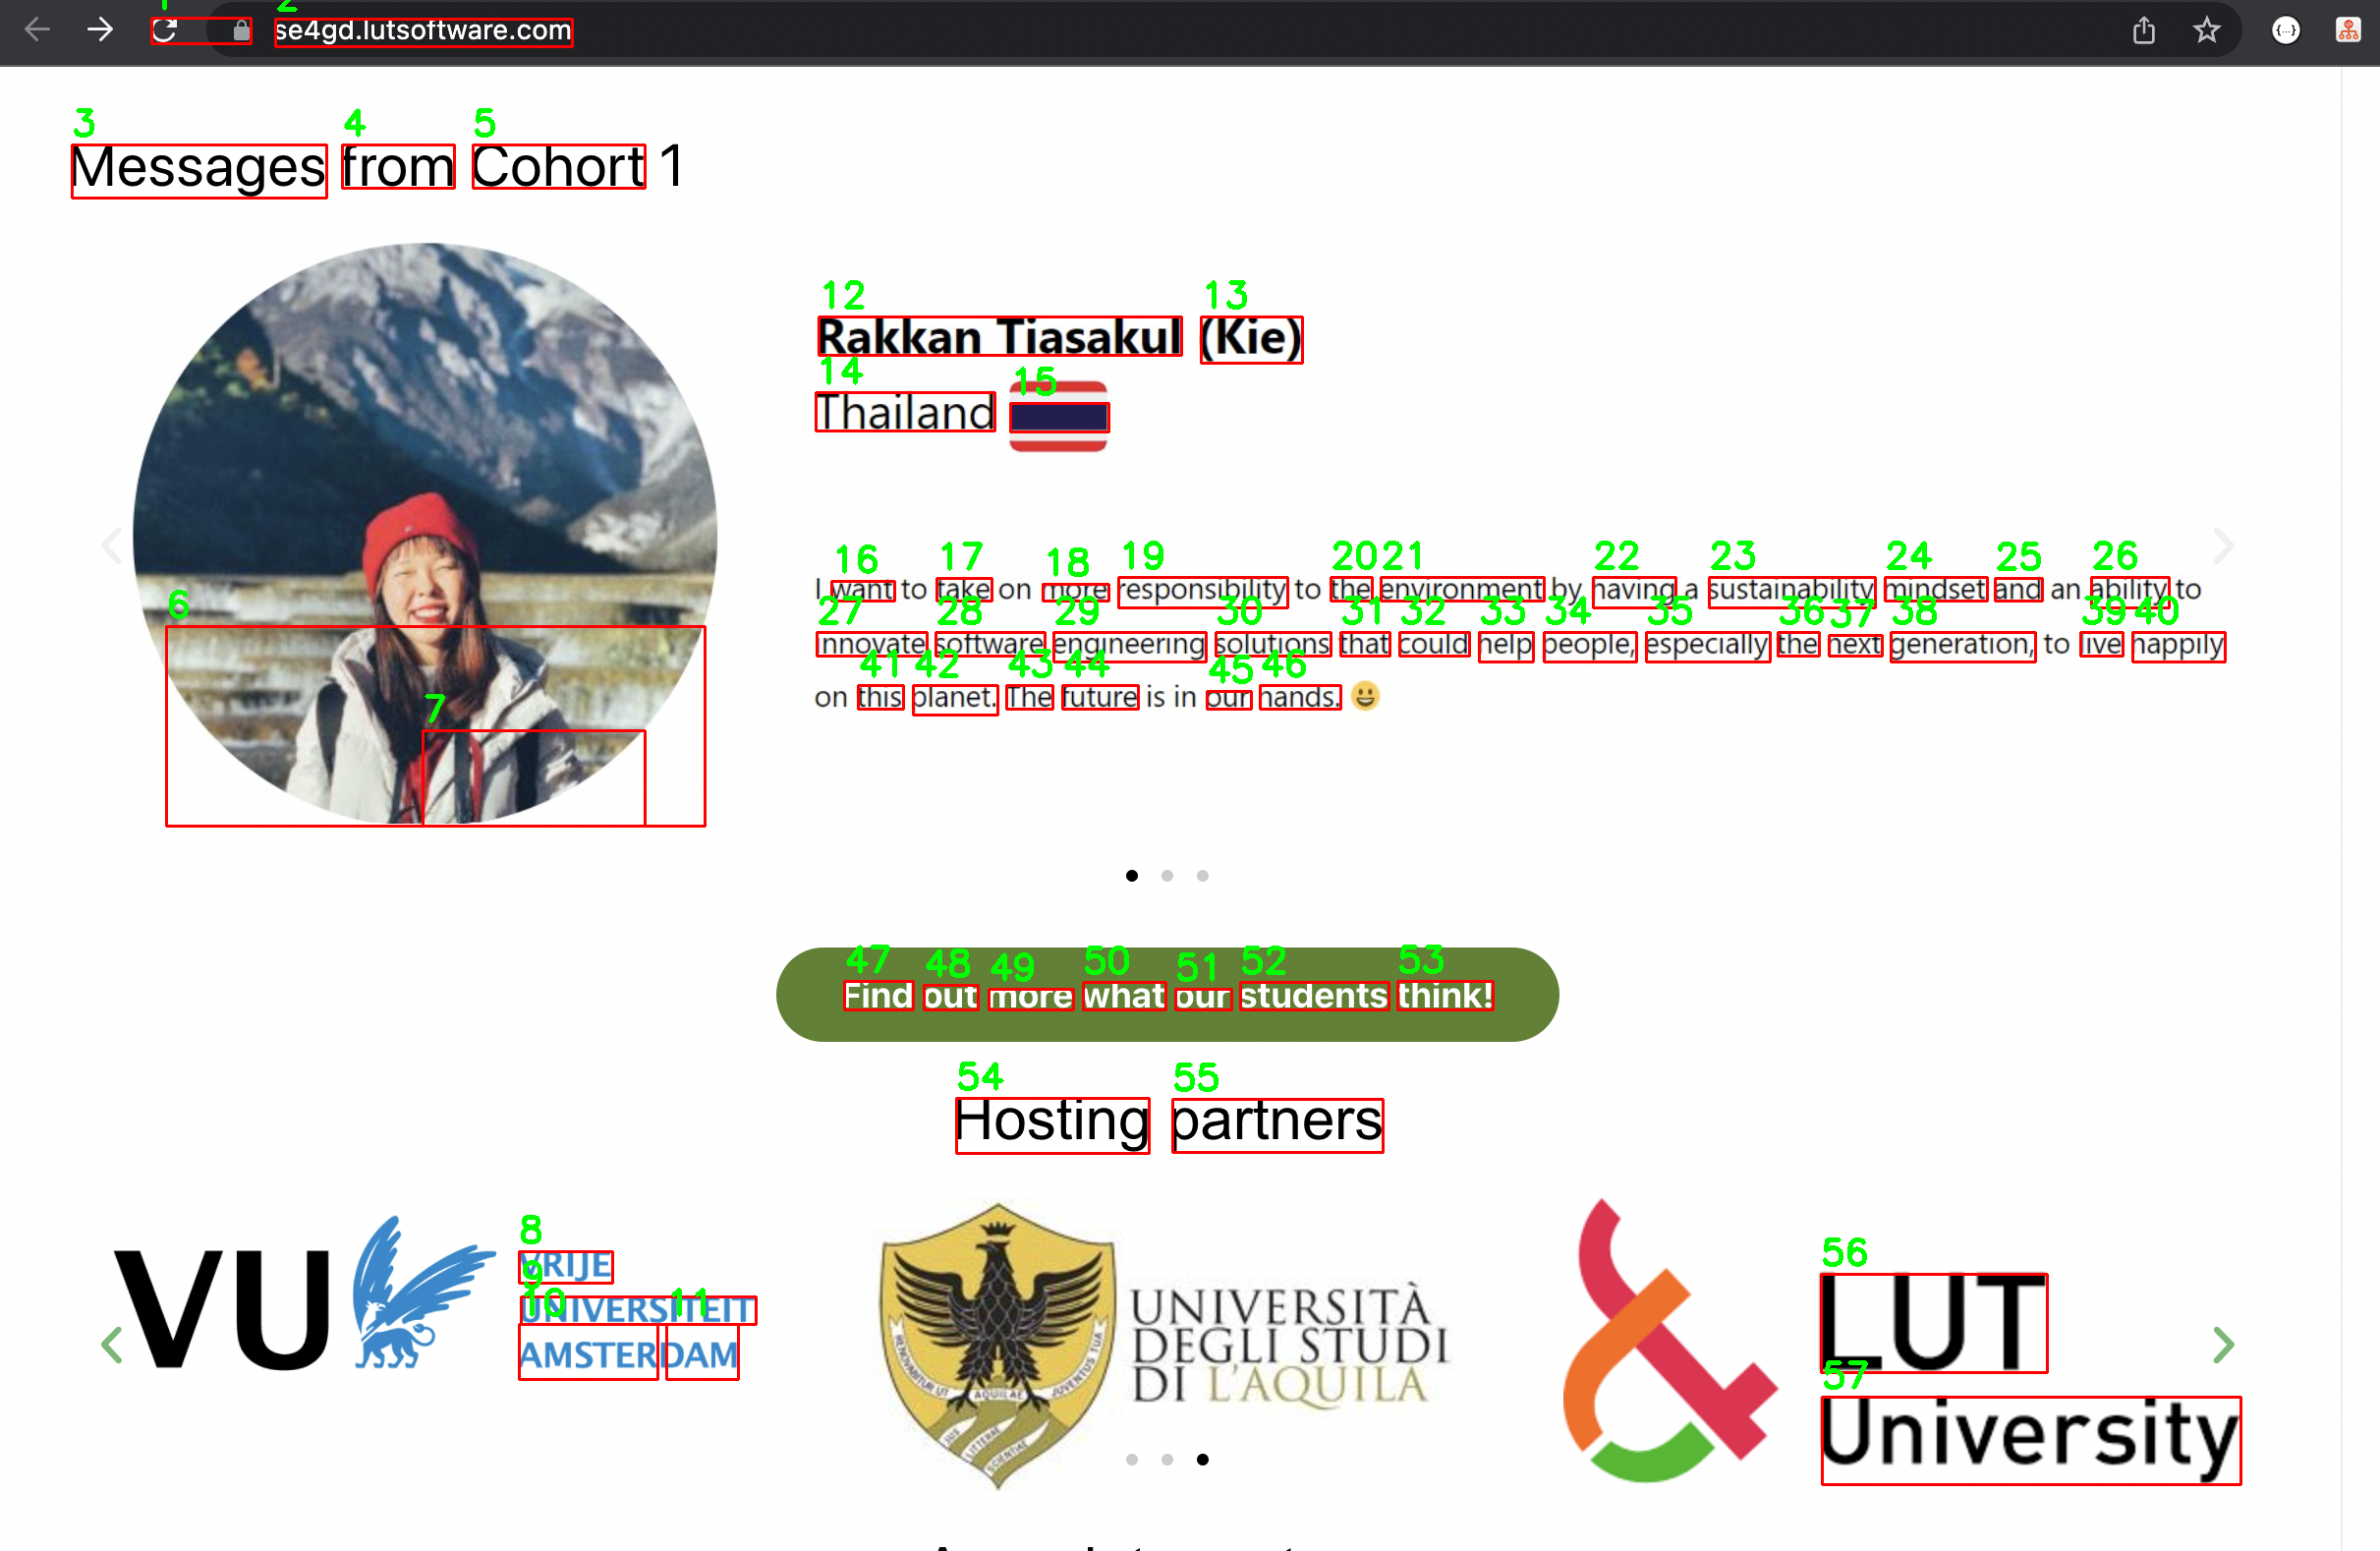 se4gd.lutsoftware.com
Messages from Cohort 1
Rakkan Tiasakul (Kie)
Thailand
I want to take on more responsibility to the environment by having a sustainability mindset and an ability to
innovate software engineering solutions that could help people, especially the next generation, to live happily
on this planet. The future is in our hands. 😀
Find out more what our students think!
Hosting partners
VU
VRIJE
UNIVERSITEIT
AMSTERDAM
UNIVERSITÀ
DEGLI STUDI
DI L'AQUILA
LUT
University
1
2
3 4 5
6
7
8
9
10 11
12 13
14
15
16 17 18 19 20 21 22 23 24 25 26
27 28 29 30 31 32 33 34 35 36 37 38 39 40
41 42 43 44 45 46
47 48 49 50 51 52 53
54 55
56
57